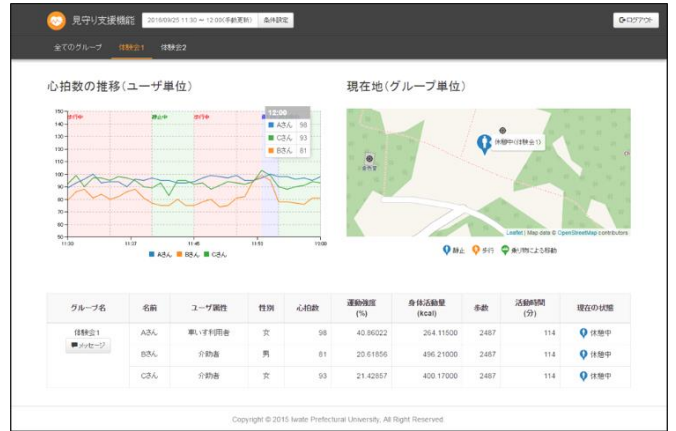 見守り支援機能 2016/09/25 11:30 ～ 12:00(手動更新) 条件設定 ログアウト
全てのグループ 体験会1 体験会2
心拍数の推移(ユーザ単位)
現在地(グループ単位)
150
140
130
120
110
100
90
80
70
60
50
歩行中 静止中 歩行中
12:00
Aさん 98
Cさん 93
Bさん 81
11:37 11:45 12:00
Aさん Bさん Cさん
休憩中(体験会1)
Leaflet | Map data © OpenStreetMap contributors
静止 歩行 乗り物による移動
グループ名 名前 ユーザ属性 性別 心拍数 運動強度(%) 身体活動量(kcal) 歩数 活動時間(分) 現在の状態
体験会1 Aさん 車いす利用者 女 98 40.86022 264.11500 2487 114 休憩中
メッセージ
Bさん 介助者 男 81 20.61856 496.21000 2487 114 休憩中
Cさん 介助者 女 93 21.42857 400.17000 2487 114 休憩中
Copyright © 2015 Iwate Prefectural University, All Right Reserved.